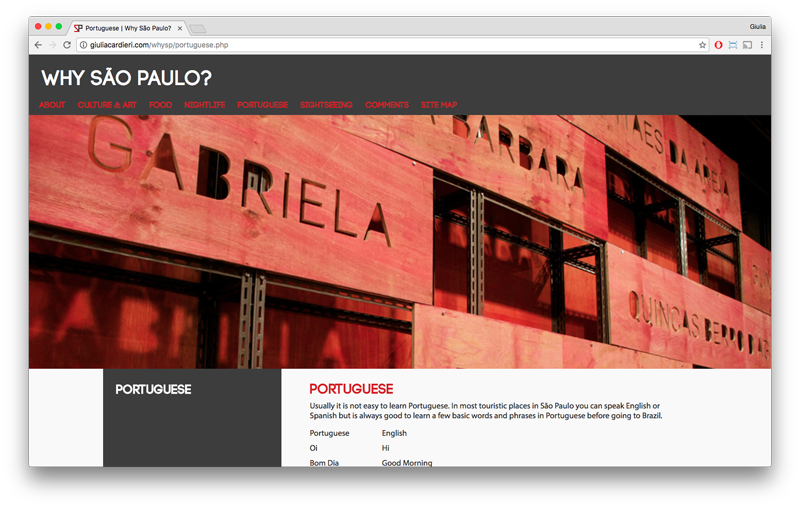 Portuguese | Why São Paulo?
Giulia
giuliacardieri.com/whysp/portuguese.php
WHY SÃO PAULO?
ABOUT CULTURE & ART FOOD NIGHTLIFE PORTUGUESE SIGHTSEEING COMMENTS SITE MAP
GABRIELA
BARBARA
DA AREIA
QUINCAS BERRO
PORTUGUESE
PORTUGUESE
Usually it is not easy to learn Portuguese. In most touristic places in São Paulo you can speak English or
Spanish but is always good to learn a few basic words and phrases in Portuguese before going to Brazil.
Portuguese English
Oi Hi
Bom Dia Good Morning